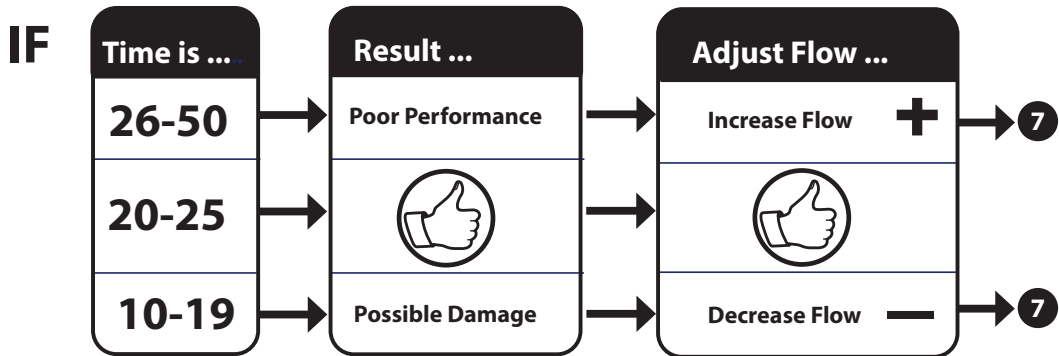 IF
Time is .....
Result ...
Adjust Flow ...
26-50
Poor Performance
Increase Flow +
7
20-25
10-19
Possible Damage
Decrease Flow —
7